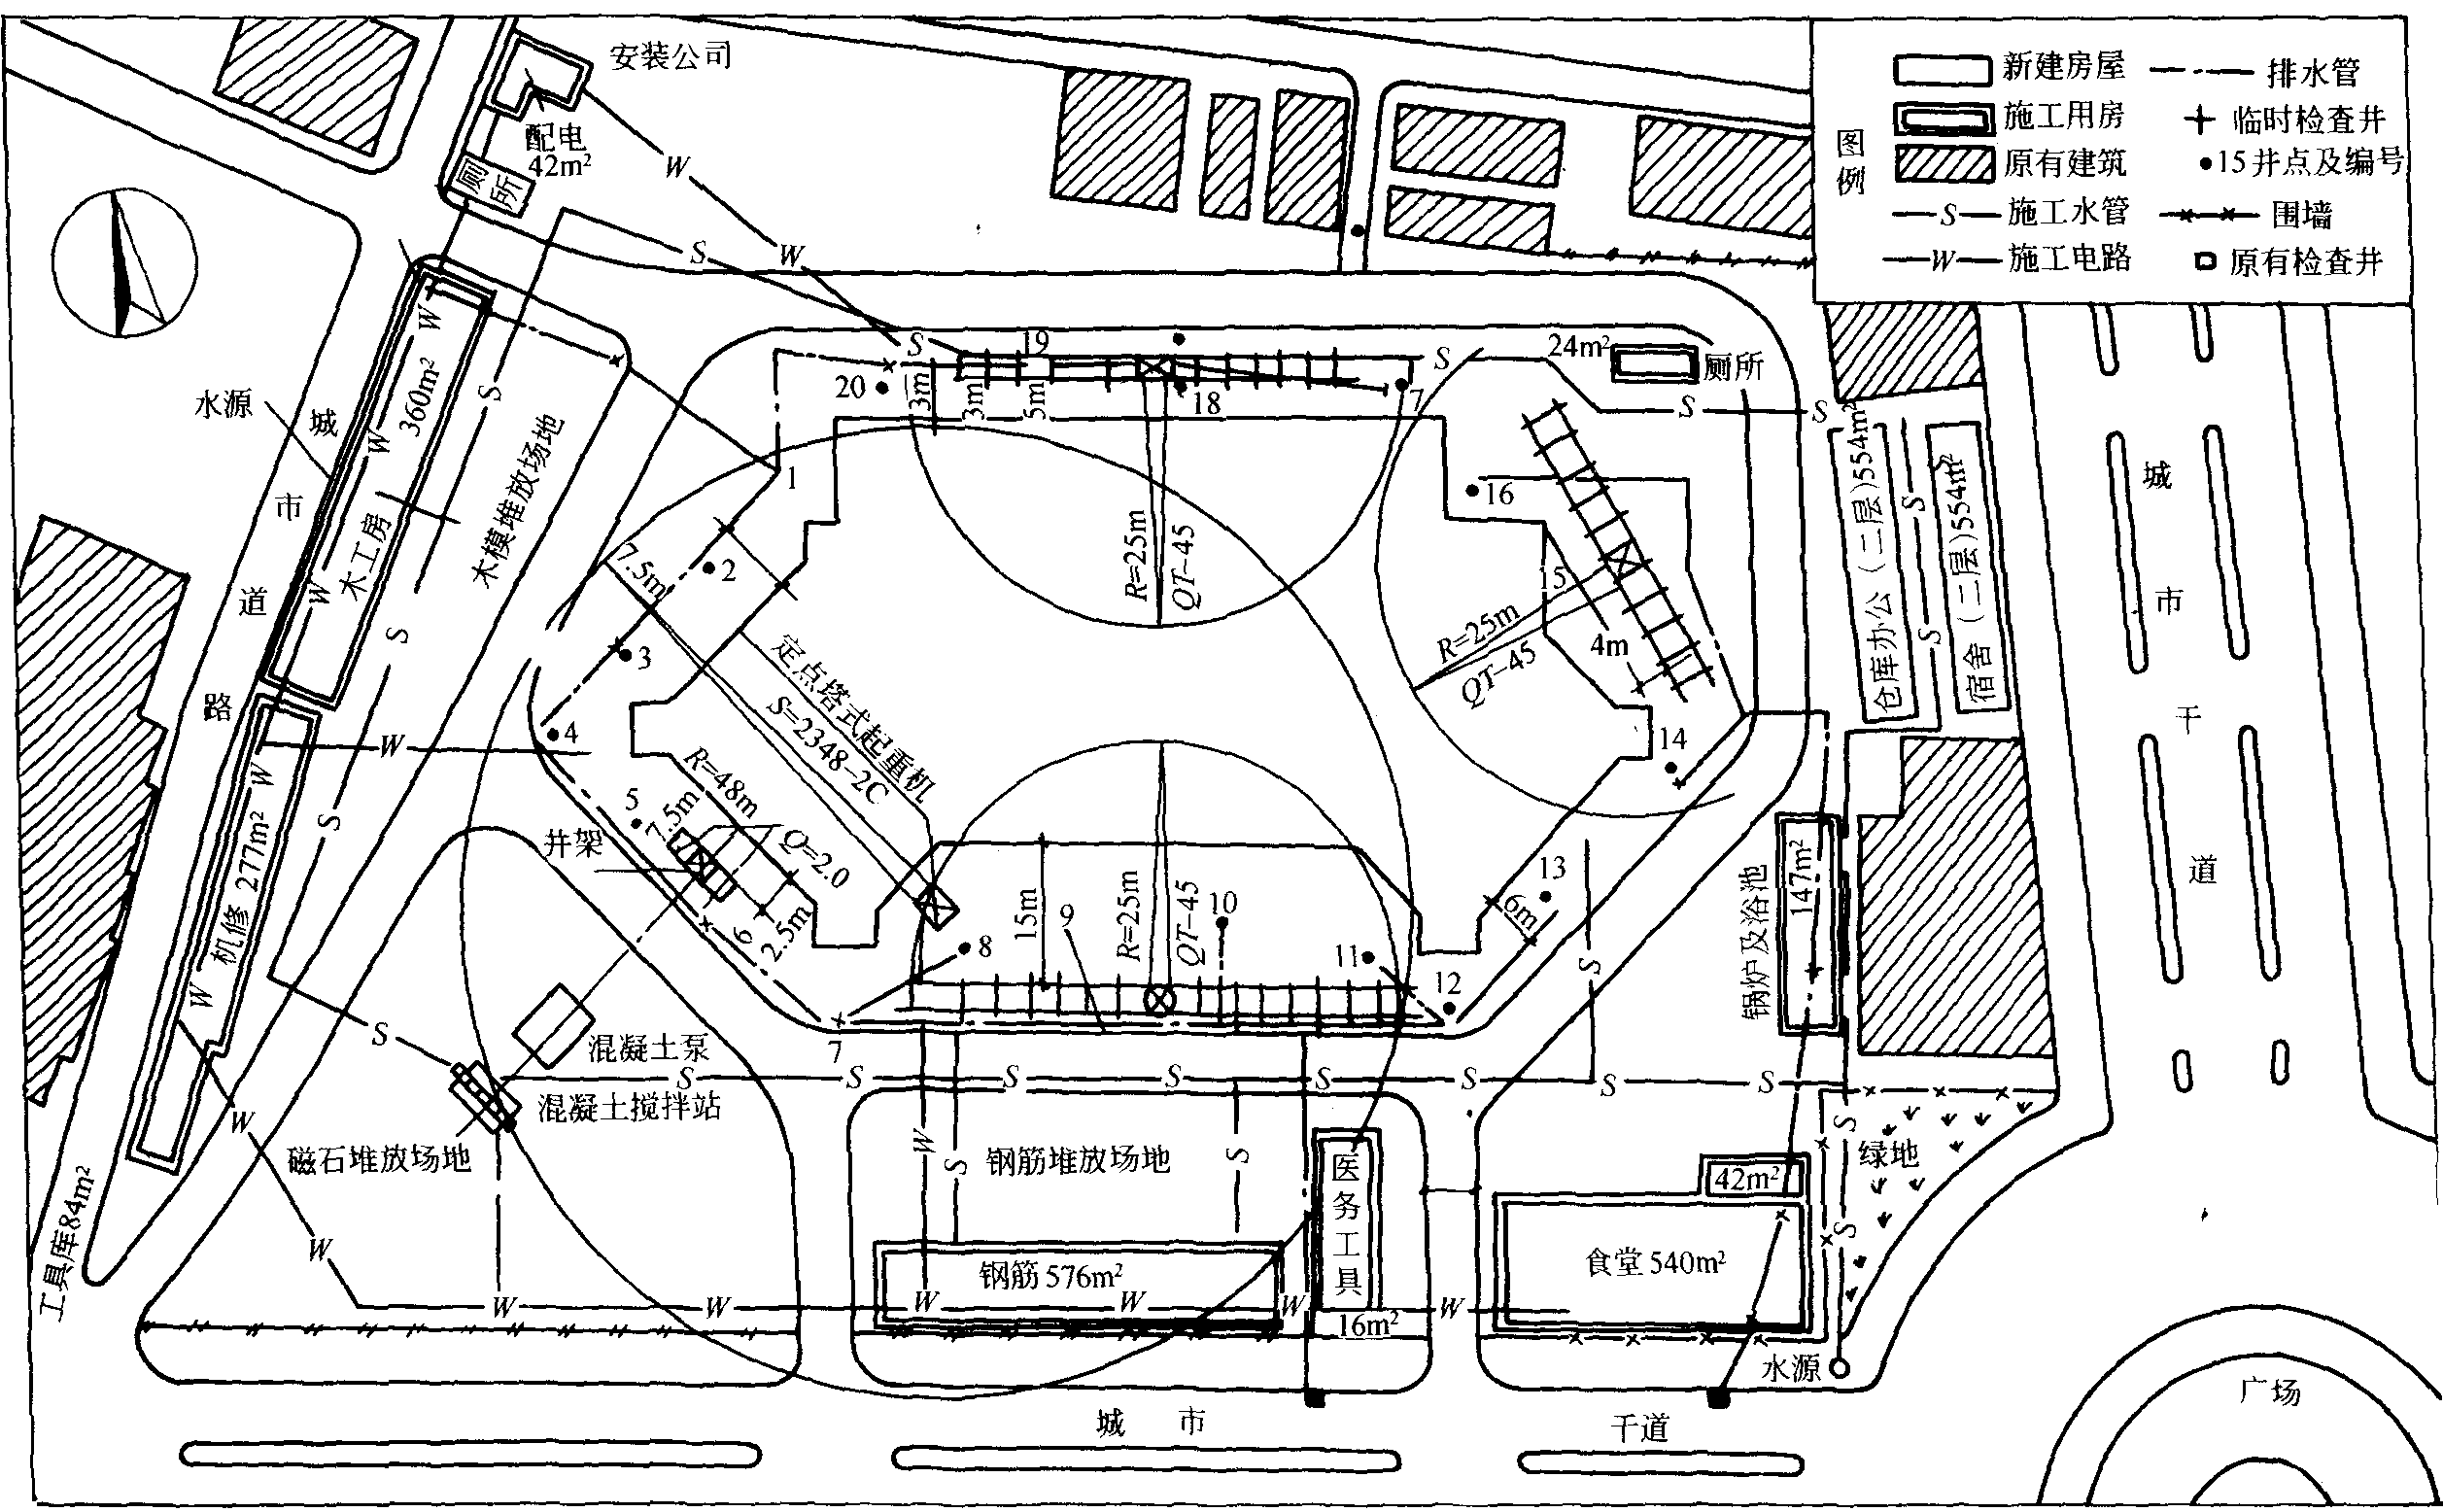 安装公司
配电
42m²
厕所
W
W
S
S
水源
城
市
道
路
W
360m²
W
木工房
W
S
木模堆放场地
S
S
W
W
机修 277m²
W
S
S
W
W
工具库84m²
磁石堆放场地
混凝土泵
混凝土搅拌站
图例
新建房屋
施工用房
原有建筑
S 施工水管
W 施工电路
排水管
临时检查井
15井点及编号
围墙
原有检查井
19
20
3m
3m
5m
18
7
S
24m²
厕所
S
S
1
2
3
4
5
6
7
8
9
10
11
12
13
14
15
16
7.5m
定点塔式起重机
S=2348-2C
R=48m
7.5m
井架
Q=2.0
2.5m
R=25m
QT-45
R=25m
QT-45
4m
15m
R=25m
QT-45
6m
S
仓库办公(二层)554m²
S
S
宿舍(二层)554m²
城
市
干
道
锅炉及浴池
147m²
S
S
S
S
S
S
S
S
W
S
钢筋堆放场地
S
医务工具
16m²
钢筋 576m²
W
W
W
W
W
W
42m²
食堂 540m²
绿地
S
S
水源
广场
城 市 干道